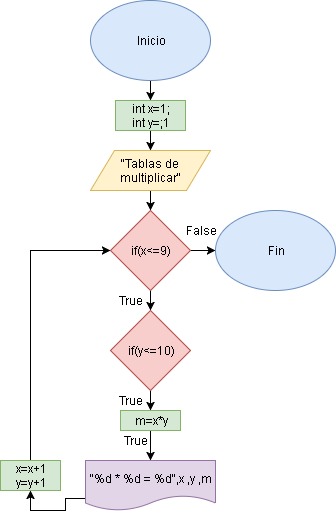 Inicio
int x=1;
int y=;1
"Tablas de
multiplicar"
if(x<=9)
False
Fin
True
if(y<=10)
True
m=x*y
True
"%d * %d = %d",x,y,m
x=x+1
y=y+1